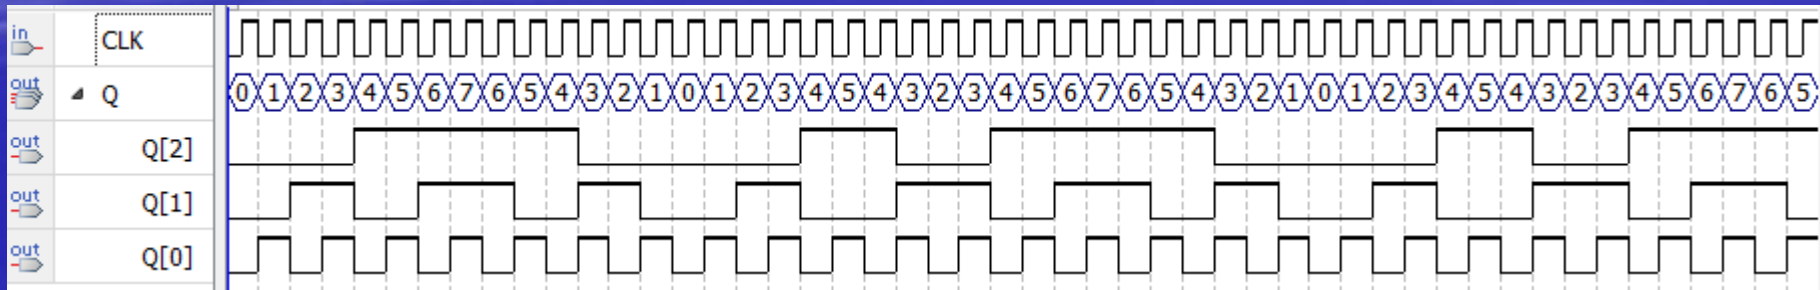 in CLK
out Q 0 1 2 3 4 5 6 7 6 5 4 3 2 1 0 1 2 3 4 5 4 3 2 3 4 5 6 7 6 5 4 3 2 1 0 1 2 3 4 5 4 3 2 3 4 5 6 7 6 5
out Q[2]
out Q[1]
out Q[0]